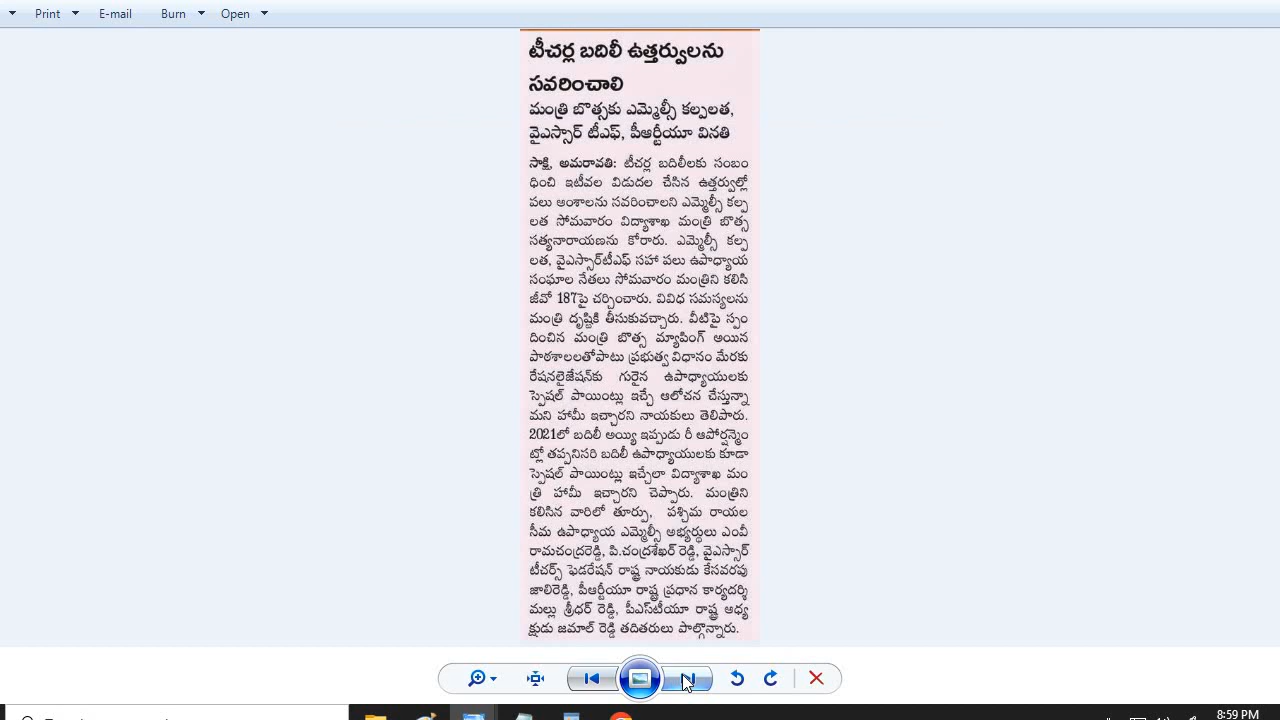 Print
E-mail
Burn
Open
టీచర్ల బదిలీ ఉత్తర్వులను
సవరించాలి
మంత్రి బొత్సకు ఎమ్మెల్సీ కల్పలత,
వైఎస్సార్ టీఎఫ్, పీఆర్టీయూ వినతి
సాక్షి, అమరావతి: టీచర్ల బదిలీలకు సంబం
ధించి ఇటీవల విడుదల చేసిన ఉత్తర్వుల్లో
పలు అంశాలను సవరించాలని ఎమ్మెల్సీ కల్ప
లత సోమవారం విద్యాశాఖ మంత్రి బొత్స
సత్యనారాయణను కోరారు. ఎమ్మెల్సీ కల్ప
లత, వైఎస్సార్‌టీఎఫ్ సహా పలు ఉపాధ్యాయ
సంఘాల నేతలు సోమవారం మంత్రిని కలిసి
జీవో 187పై చర్చించారు. వివిధ సమస్యలను
మంత్రి దృష్టికి తీసుకువచ్చారు. వీటిపై స్పం
దించిన మంత్రి బొత్స మ్యాపింగ్ అయిన
పాఠశాలలతోపాటు ప్రభుత్వ విధానం మేరకు
రేషనలైజేషన్‌కు గురైన ఉపాధ్యాయులకు
స్పెషల్ పాయింట్లు ఇచ్చే ఆలోచన చేస్తున్నా
మని హామీ ఇచ్చారని నాయకులు తెలిపారు.
2021లో బదిలీ అయ్యి ఇప్పుడు రీ ఆపోర్షన్మెం
ట్లో తప్పనిసరి బదిలీ ఉపాధ్యాయులకు కూడా
స్పెషల్ పాయింట్లు ఇచ్చేలా విద్యాశాఖ మం
త్రి హామీ ఇచ్చారని చెప్పారు. మంత్రిని
కలిసిన వారిలో తూర్పు, పశ్చిమ రాయల
సీమ ఉపాధ్యాయ ఎమ్మెల్సీ అభ్యర్థులు ఎంవీ
రామచంద్రరెడ్డి, పి.చంద్రశేఖర్ రెడ్డి, వైఎస్సార్
టీచర్స్ ఫెడరేషన్ రాష్ట్ర నాయకుడు కేసవరపు
జాలిరెడ్డి, పీఆర్టీయూ రాష్ట్ర ప్రధాన కార్యదర్శి
మల్లు శ్రీధర్ రెడ్డి, పీఎస్‌టీయూ రాష్ట్ర అధ్య
క్షుడు జమాల్ రెడ్డి తదితరులు పాల్గొన్నారు.
8:59 PM